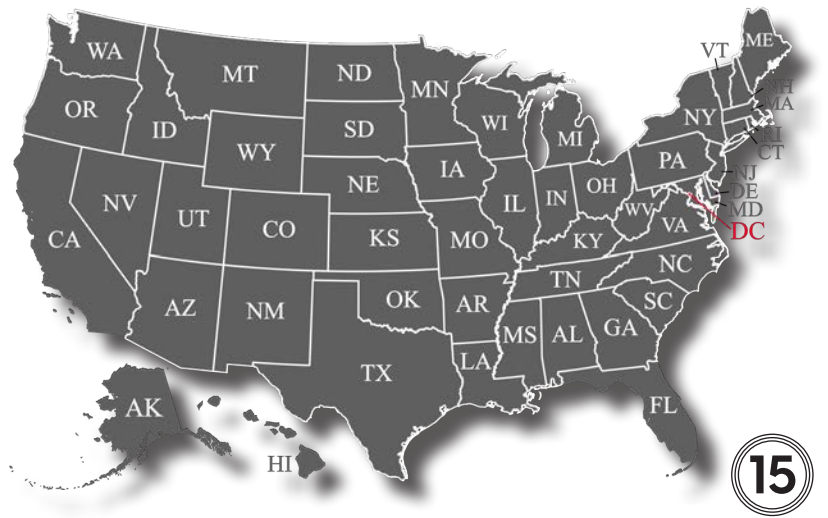 WA
MT
ND
MN
VT
ME
NH
MA
OR
ID
SD
WI
MI
NY
RI
CT
WY
IA
PA
NJ
NE
OH
DE
NV
UT
IL
IN
WV
MD
CO
KS
MO
KY
VA
DC
CA
NC
AZ
NM
OK
TN
AR
SC
MS
AL
GA
LA
TX
AK
FL
HI
15